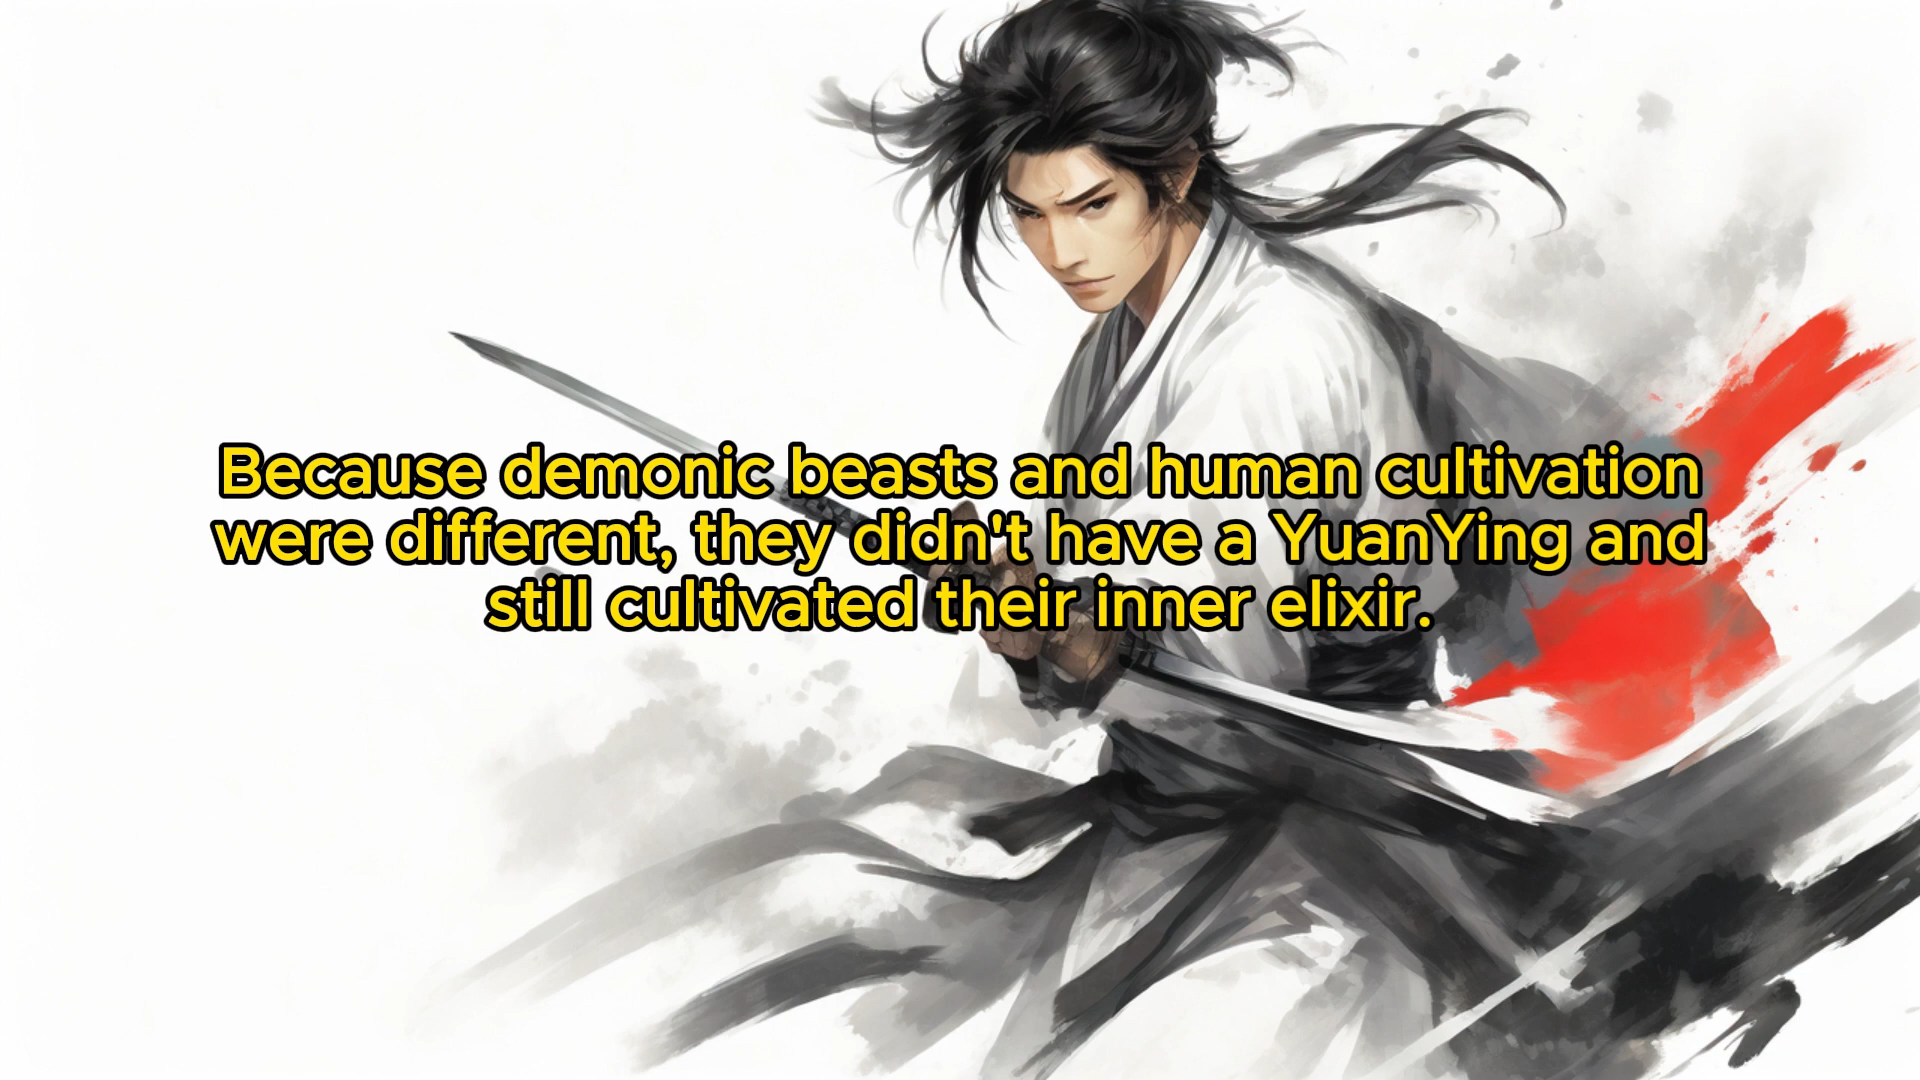 Because demonic beasts and human cultivation
were different, they didn't have a YuanYing and
still cultivated their inner elixir.